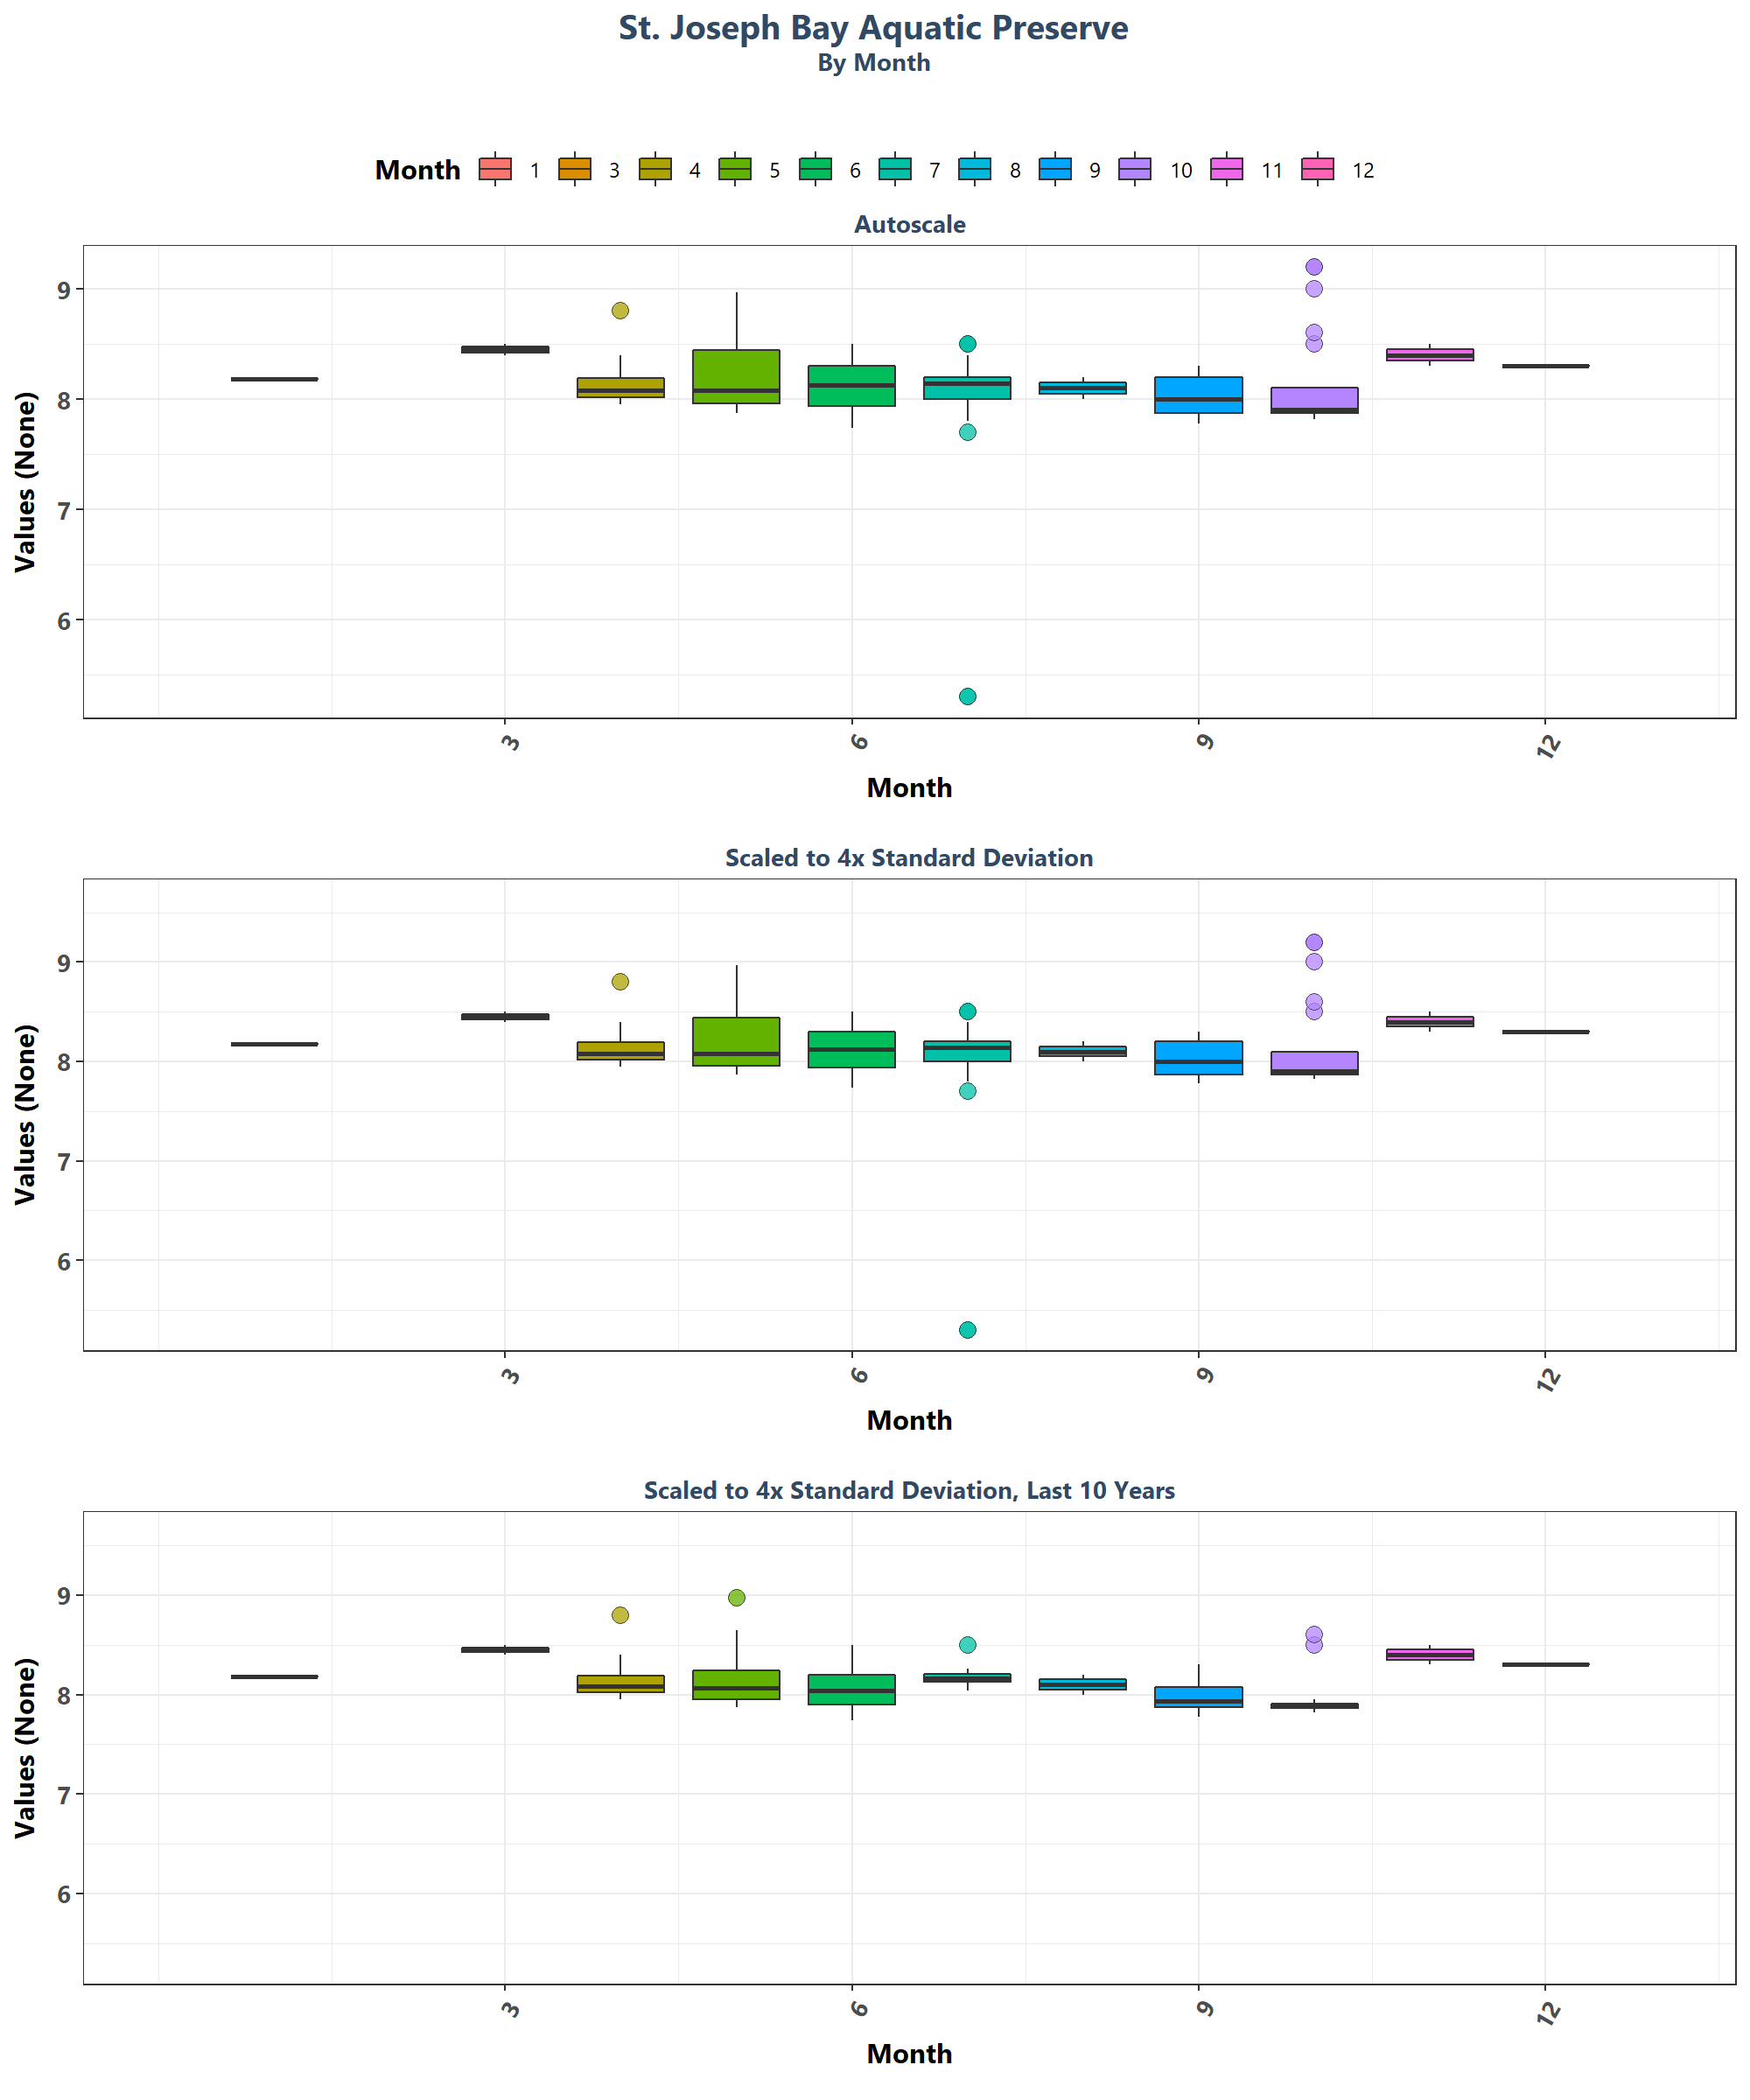 St. Joseph Bay Aquatic Preserve
By Month
Month 1 3 4 5 6 7 8 9 10 11 12
Autoscale
Values (None)
9
8
7
6
3 6 9 12
Month
Scaled to 4x Standard Deviation
Values (None)
9
8
7
6
3 6 9 12
Month
Scaled to 4x Standard Deviation, Last 10 Years
Values (None)
9
8
7
6
3 6 9 12
Month